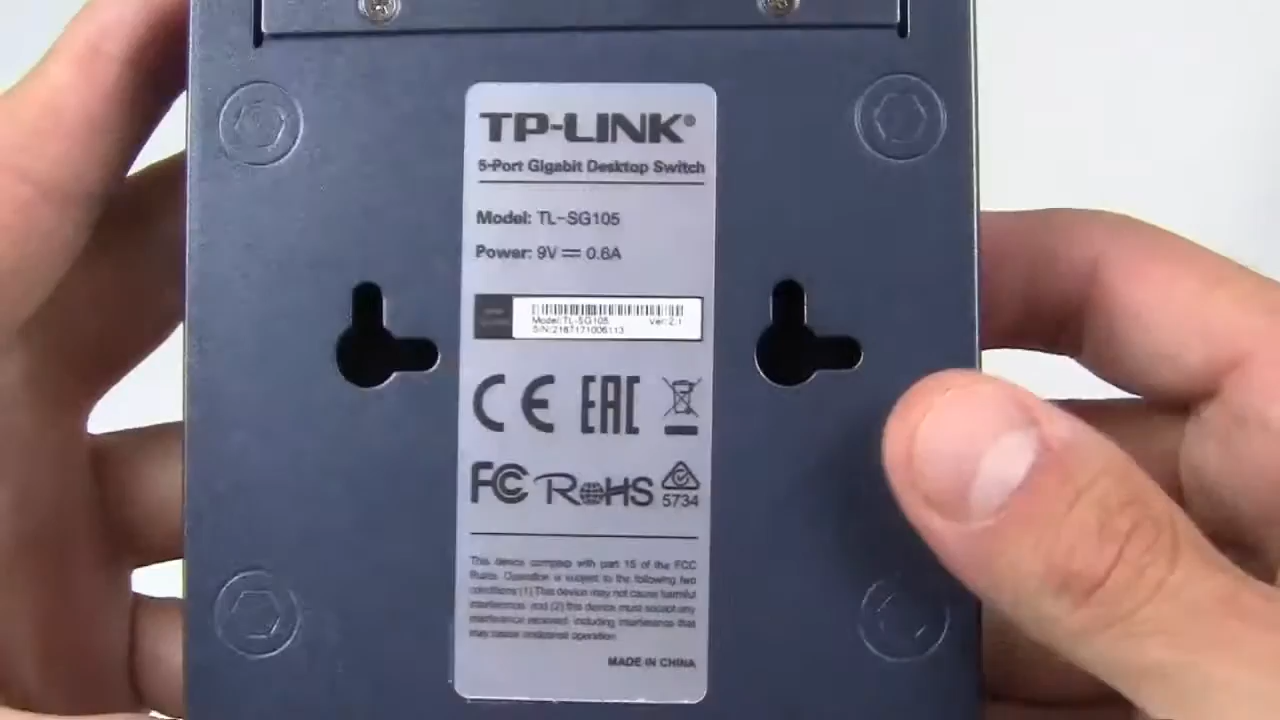 TP-LINK®
5-Port Gigabit Desktop Switch
Model: TL-SG105
Power: 9V ⎓ 0.6A
Model:TL-SG105 Ver:2.1
S/N:2167171006113
CE EAC
FC RoHS
5734
This device complies with part 15 of the FCC
Rules. Operation is subject to the following two
conditions:(1) This device may not cause harmful
interference, and (2) this device must accept any
interference received, including interference that
may cause undesired operation.
MADE IN CHINA